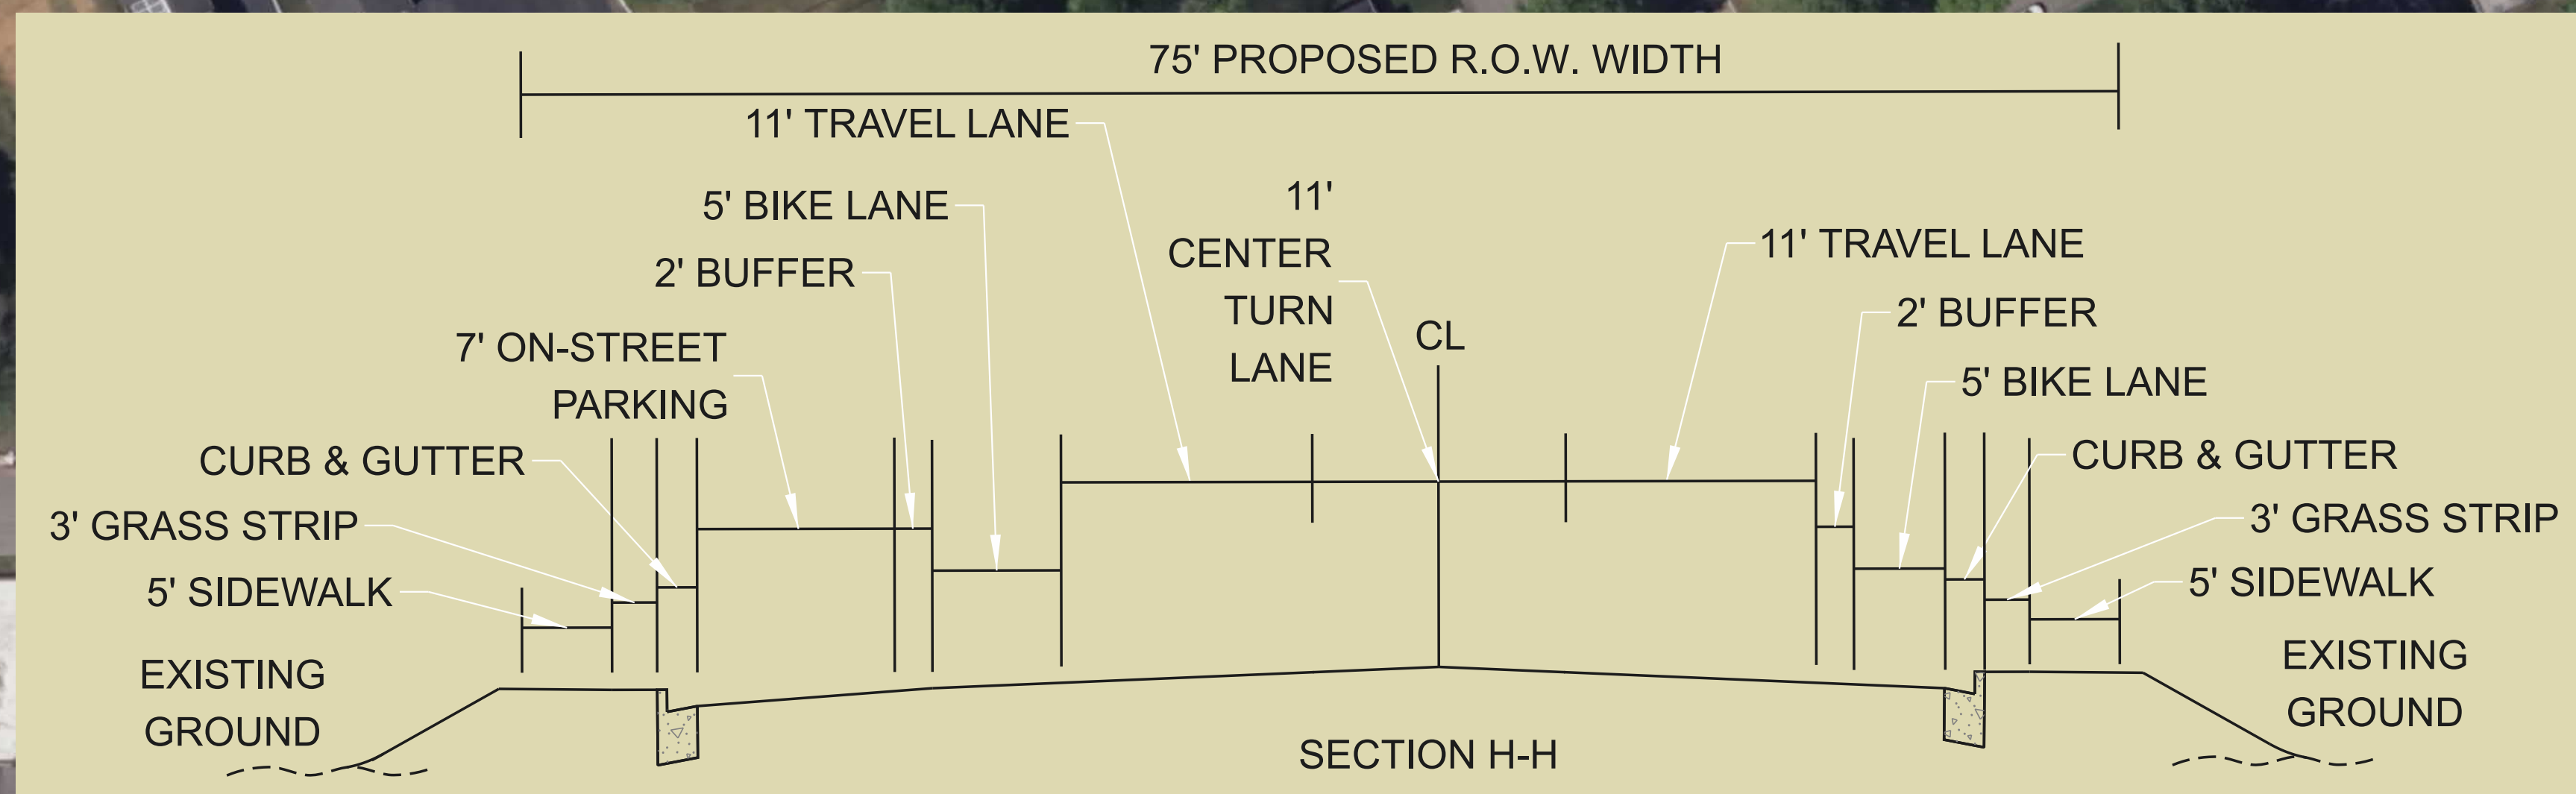 75' PROPOSED R.O.W. WIDTH
11' TRAVEL LANE
5' BIKE LANE
2' BUFFER
7' ON-STREET
PARKING
CURB & GUTTER
3' GRASS STRIP
5' SIDEWALK
EXISTING
GROUND
11'
CENTER
TURN
LANE
CL
11' TRAVEL LANE
2' BUFFER
5' BIKE LANE
CURB & GUTTER
3' GRASS STRIP
5' SIDEWALK
EXISTING
GROUND
SECTION H-H